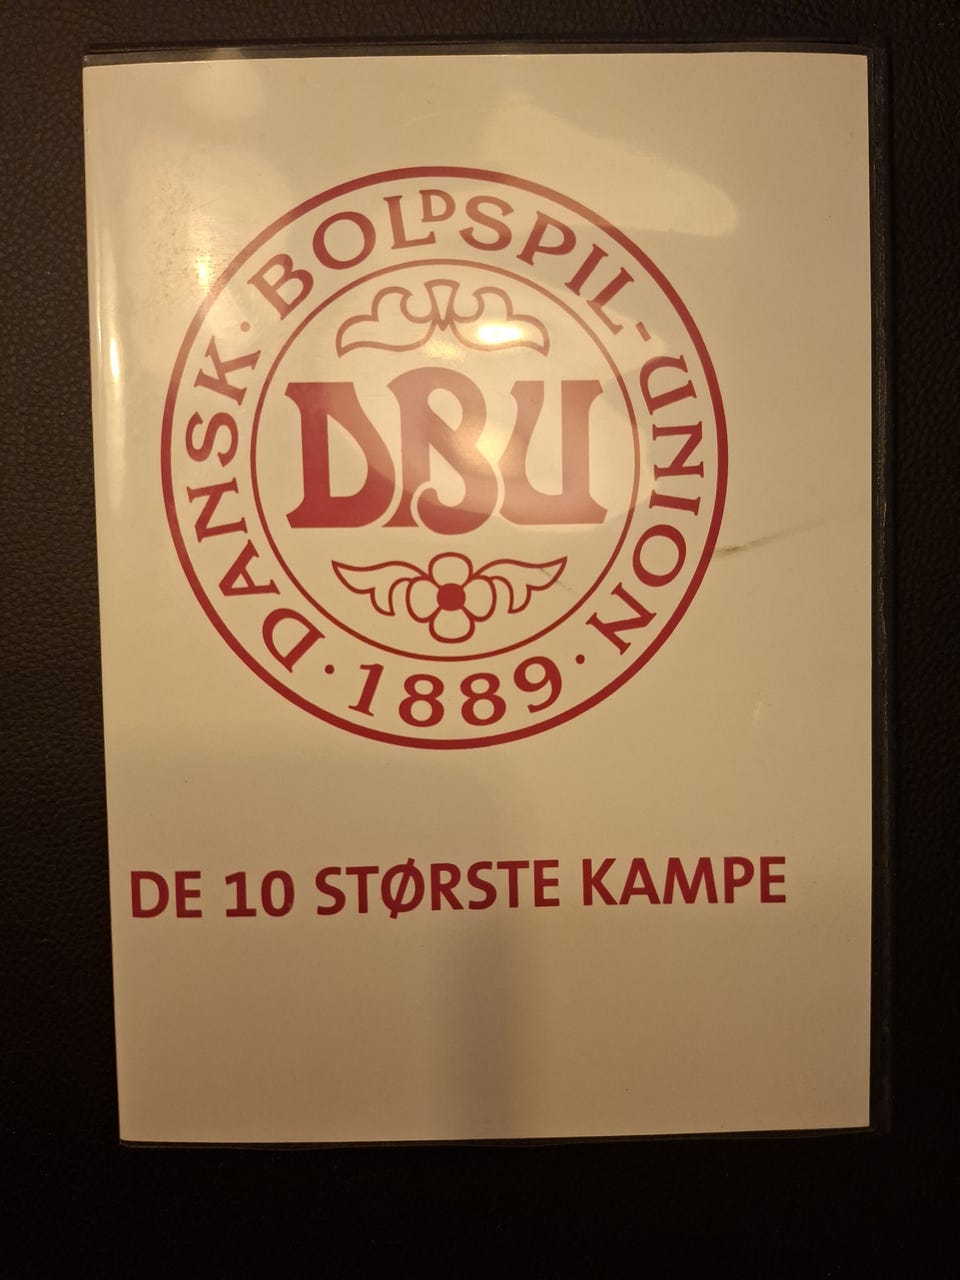 DANSK · BOLDSPIL-UNION · 1889 ·
DBU
DE 10 STØRSTE KAMPE